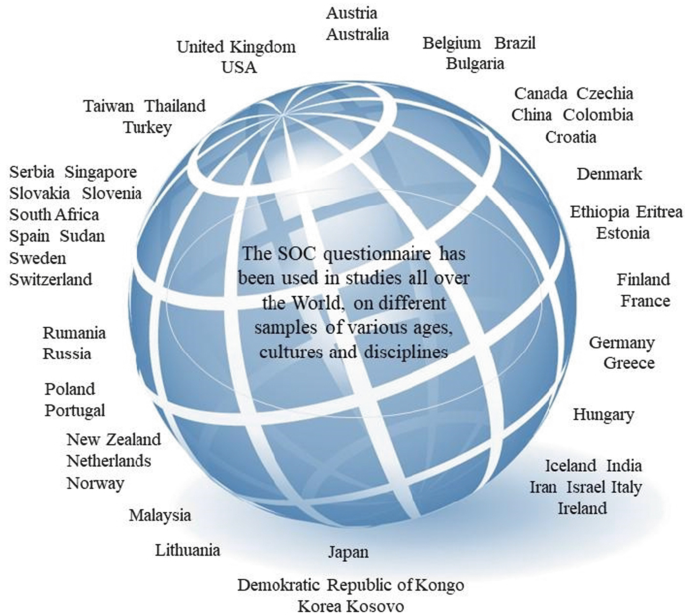 Austria
Australia
Belgium Brazil
Bulgaria
Canada Czechia
China Colombia
Croatia
Denmark
Ethiopia Eritrea
Estonia
Finland
France
Germany
Greece
Hungary
Iceland India
Iran Israel Italy
Ireland
Japan
Demokratic Republic of Kongo
Korea Kosovo
Lithuania
Malaysia
New Zealand
Netherlands
Norway
Poland
Portugal
Rumania
Russia
Serbia Singapore
Slovakia Slovenia
South Africa
Spain Sudan
Sweden
Switzerland
Taiwan Thailand
Turkey
United Kingdom
USA
The SOC questionnaire has
been used in studies all over
the World, on different
samples of various ages,
cultures and disciplines